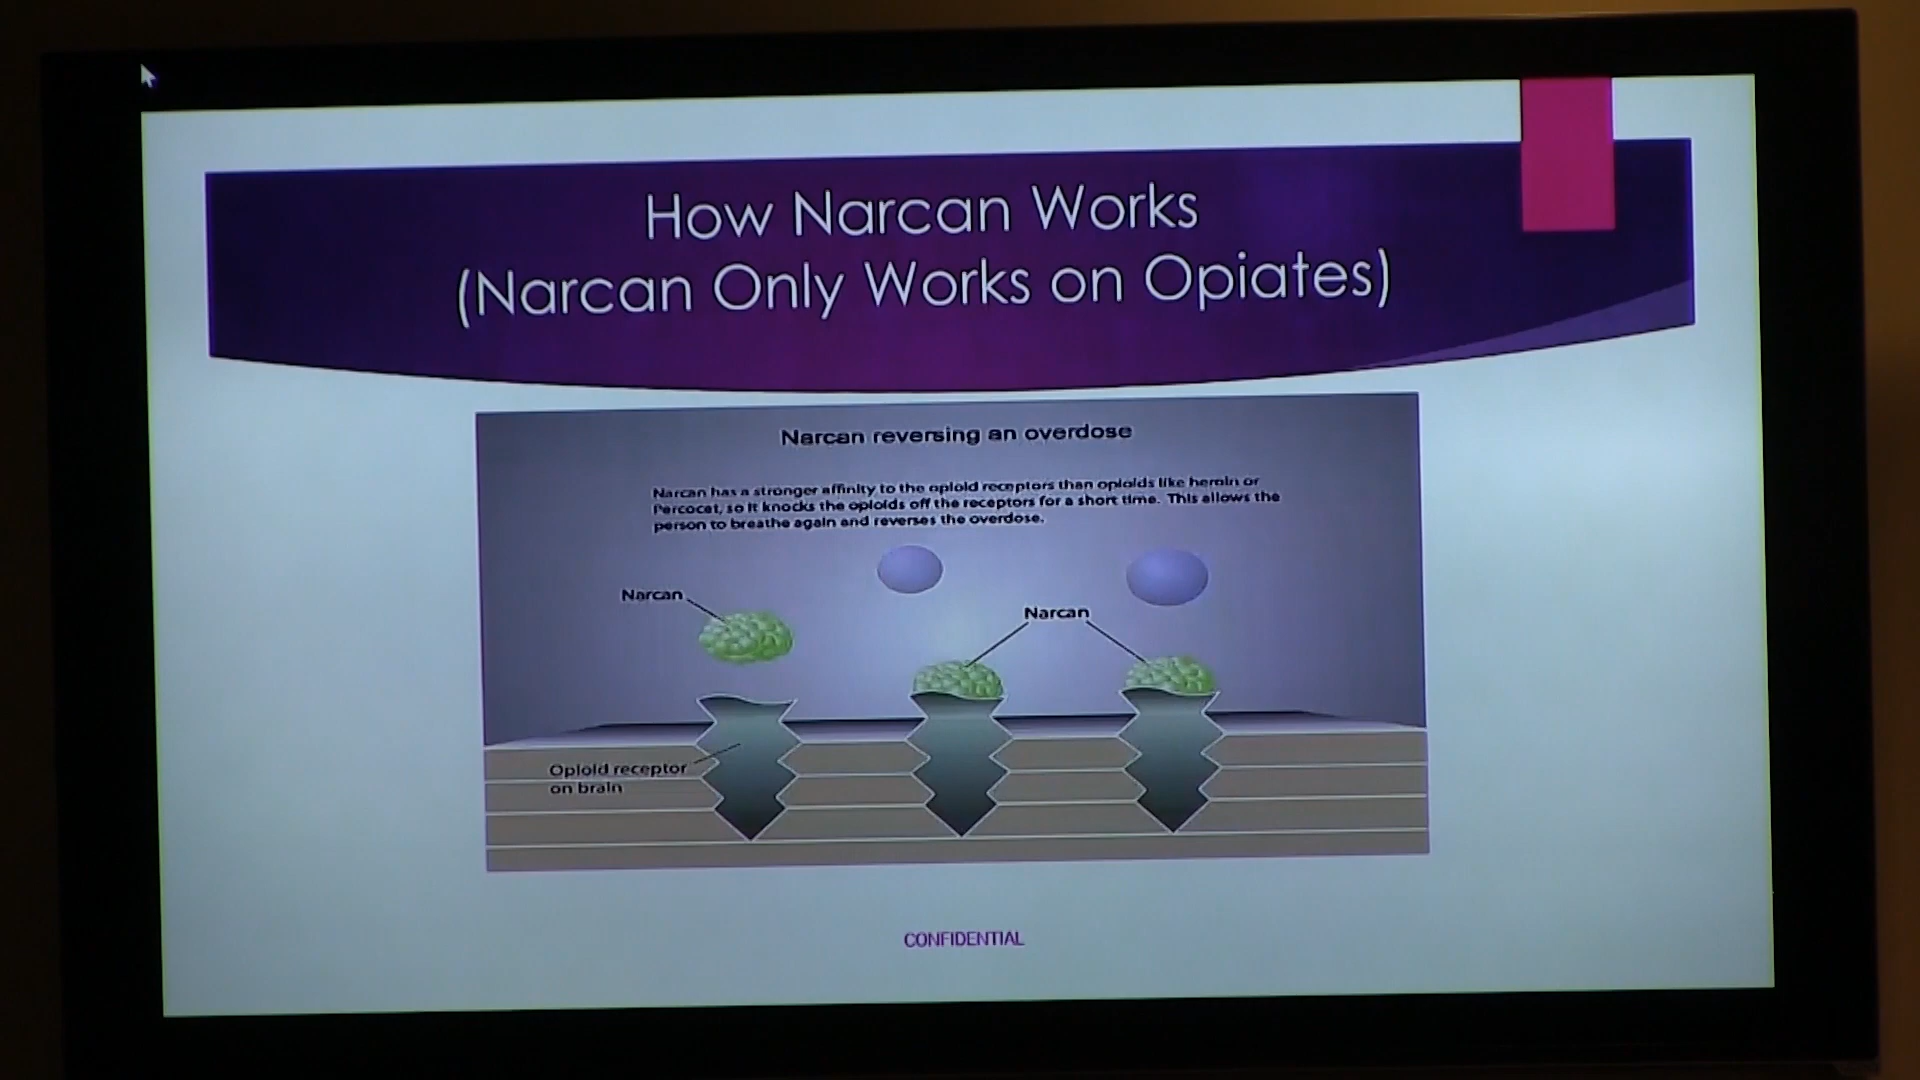 How Narcan Works
(Narcan Only Works on Opiates)
Narcan reversing an overdose
Narcan has a stronger affinity to the opioid receptors than opioids like heroin or
Percocet, so it knocks the opioids off the receptors for a short time. This allows the
person to breathe again and reverses the overdose.
Narcan
Narcan
Opioid receptor
on brain
CONFIDENTIAL